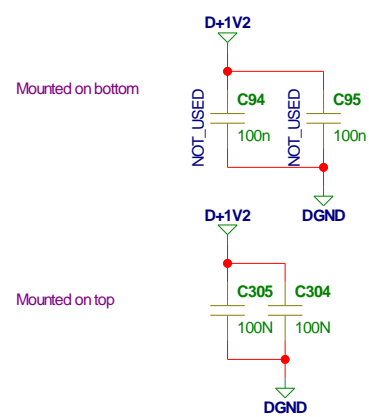 D+1V2
Mounted on bottom
NOT_USED
C94
100n
NOT_USED
C95
100n
DGND
D+1V2
Mounted on top
C305
100N
C304
100N
DGND